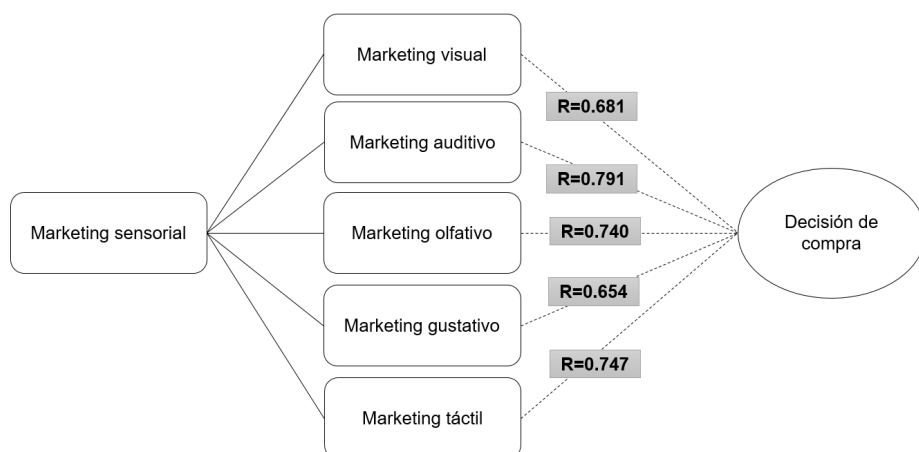 Marketing visual
R=0.681
Marketing auditivo
R=0.791
Marketing sensorial
Marketing olfativo
R=0.740
Decisión de
compra
Marketing gustativo
R=0.654
Marketing táctil
R=0.747